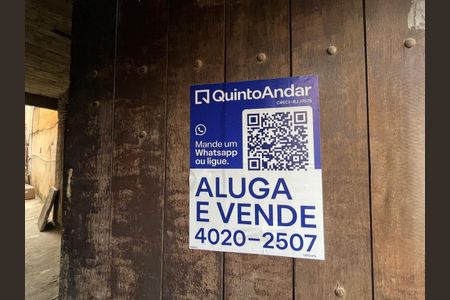 QuintoAndar
Mande um
Whatsapp
ou ligue.
ALUGA
E VENDE
4020-2507